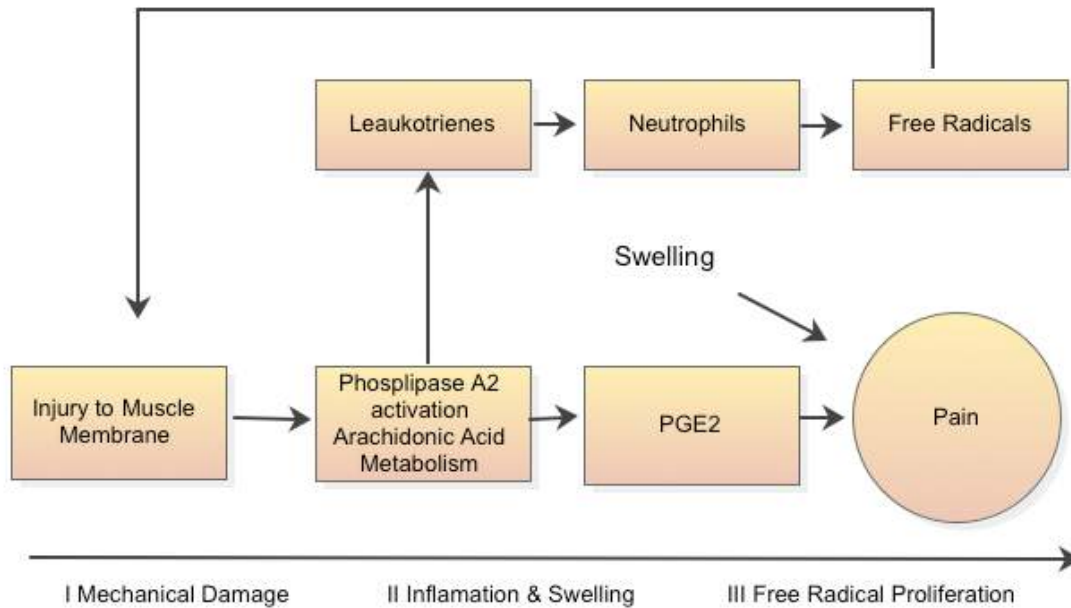 Leaukotrienes
Neutrophils
Free Radicals
Swelling
Injury to Muscle
Membrane
Phosplipase A2
activation
Arachidonic Acid
Metabolism
PGE2
Pain
I Mechanical Damage
II Inflamation & Swelling
III Free Radical Proliferation